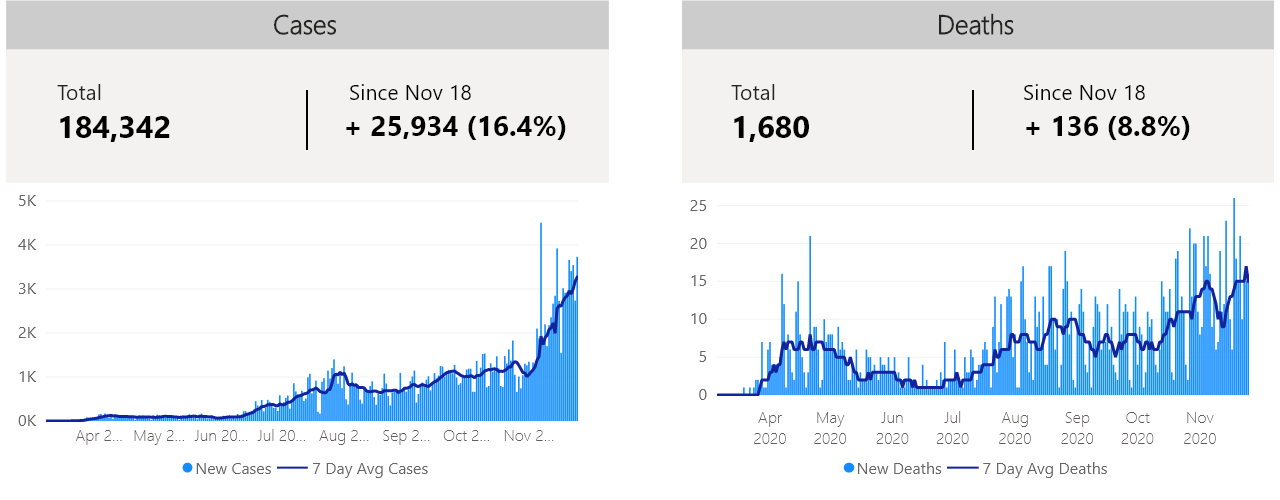 Cases
Total
184,342
Since Nov 18
+ 25,934 (16.4%)
5K
4K
3K
2K
1K
0K
Apr 2... May 2... Jun 20... Jul 20... Aug 2... Sep 2... Oct 2... Nov 2...
New Cases 7 Day Avg Cases
Deaths
Total
1,680
Since Nov 18
+ 136 (8.8%)
25
20
15
10
5
0
Apr May Jun Jul Aug Sep Oct Nov
2020 2020 2020 2020 2020 2020 2020 2020
New Deaths 7 Day Avg Deaths